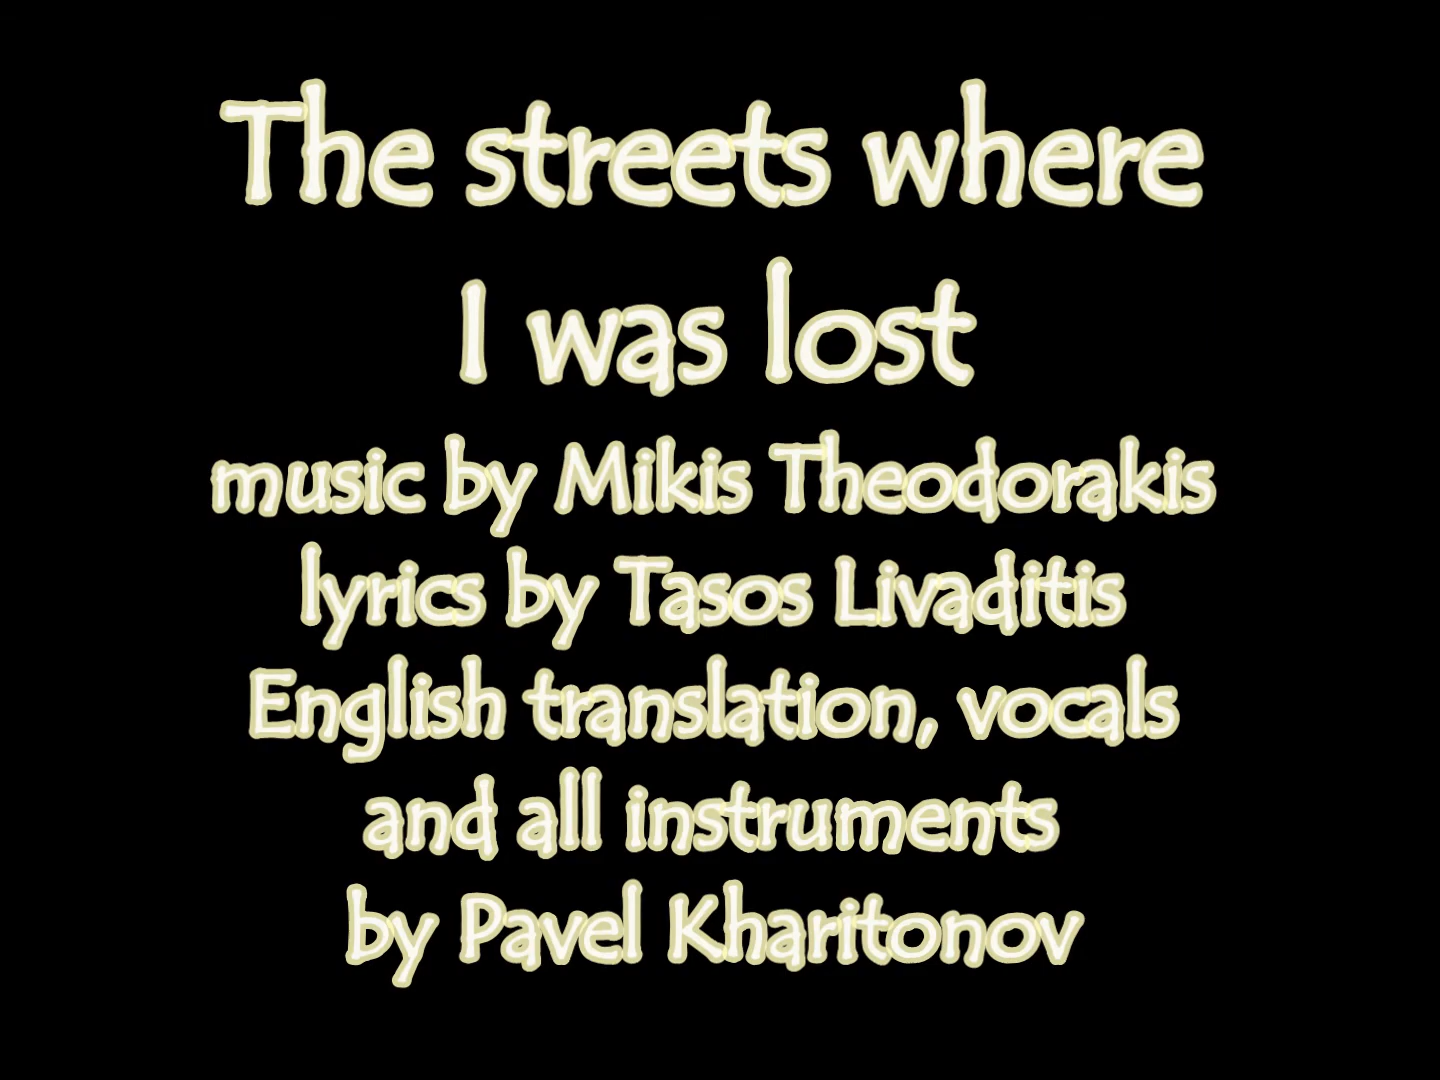 The streets where
I was lost
music by Mikis Theodorakis
lyrics by Tasos Livaditis
English translation, vocals
and all instruments
by Pavel Kharitonov